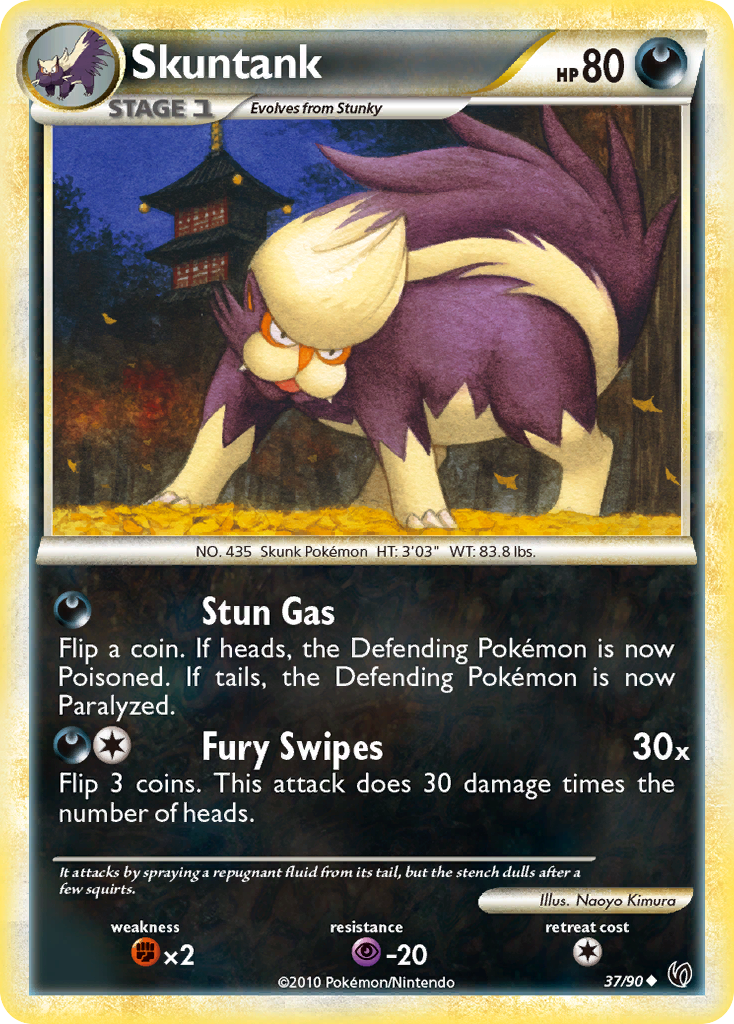 Skuntank
HP 80
STAGE 1
Evolves from Stunky
NO. 435 Skunk Pokémon HT: 3'03" WT: 83.8 lbs.
Stun Gas
Flip a coin. If heads, the Defending Pokémon is now
Poisoned. If tails, the Defending Pokémon is now
Paralyzed.
Fury Swipes 30x
Flip 3 coins. This attack does 30 damage times the
number of heads.
It attacks by spraying a repugnant fluid from its tail, but the stench dulls after a
few squirts.
Illus. Naoyo Kimura
weakness resistance retreat cost
×2 -20
©2010 Pokémon/Nintendo 37/90